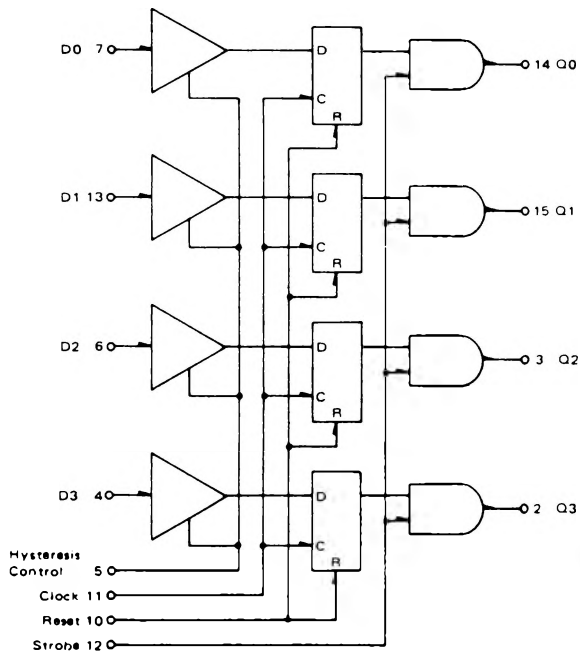 D0 7
D
C
R
14 Q0
D1 13
D
C
R
15 Q1
D2 6
D
C
R
3 Q2
D3 4
D
C
R
2 Q3
Hysteresis
Control 5
Clock 11
Reset 10
Strobe 12